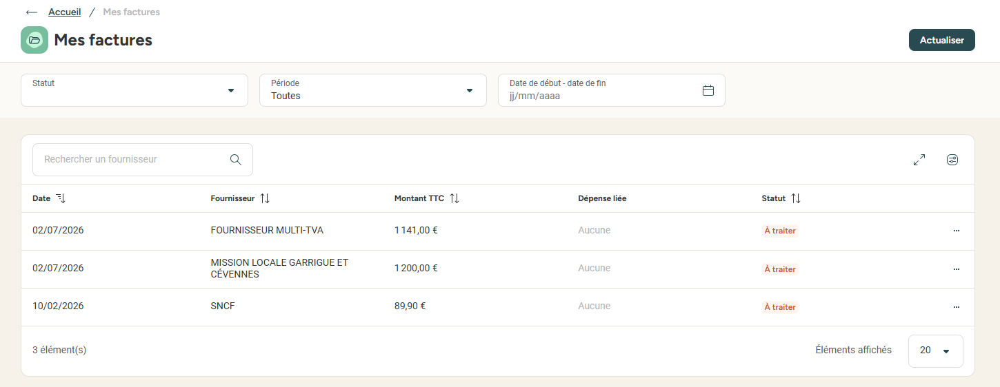 Accueil / Mes factures
Mes factures
Actualiser
Statut
Période
Toutes
Date de début - date de fin
jj/mm/aaaa
Rechercher un fournisseur
Date Fournisseur Montant TTC Dépense liée Statut
02/07/2026 FOURNISSEUR MULTI-TVA 1 141,00 € Aucune À traiter
02/07/2026 MISSION LOCALE GARRIGUE ET CÉVENNES 1 200,00 € Aucune À traiter
10/02/2026 SNCF 89,90 € Aucune À traiter
3 élément(s) Éléments affichés 20